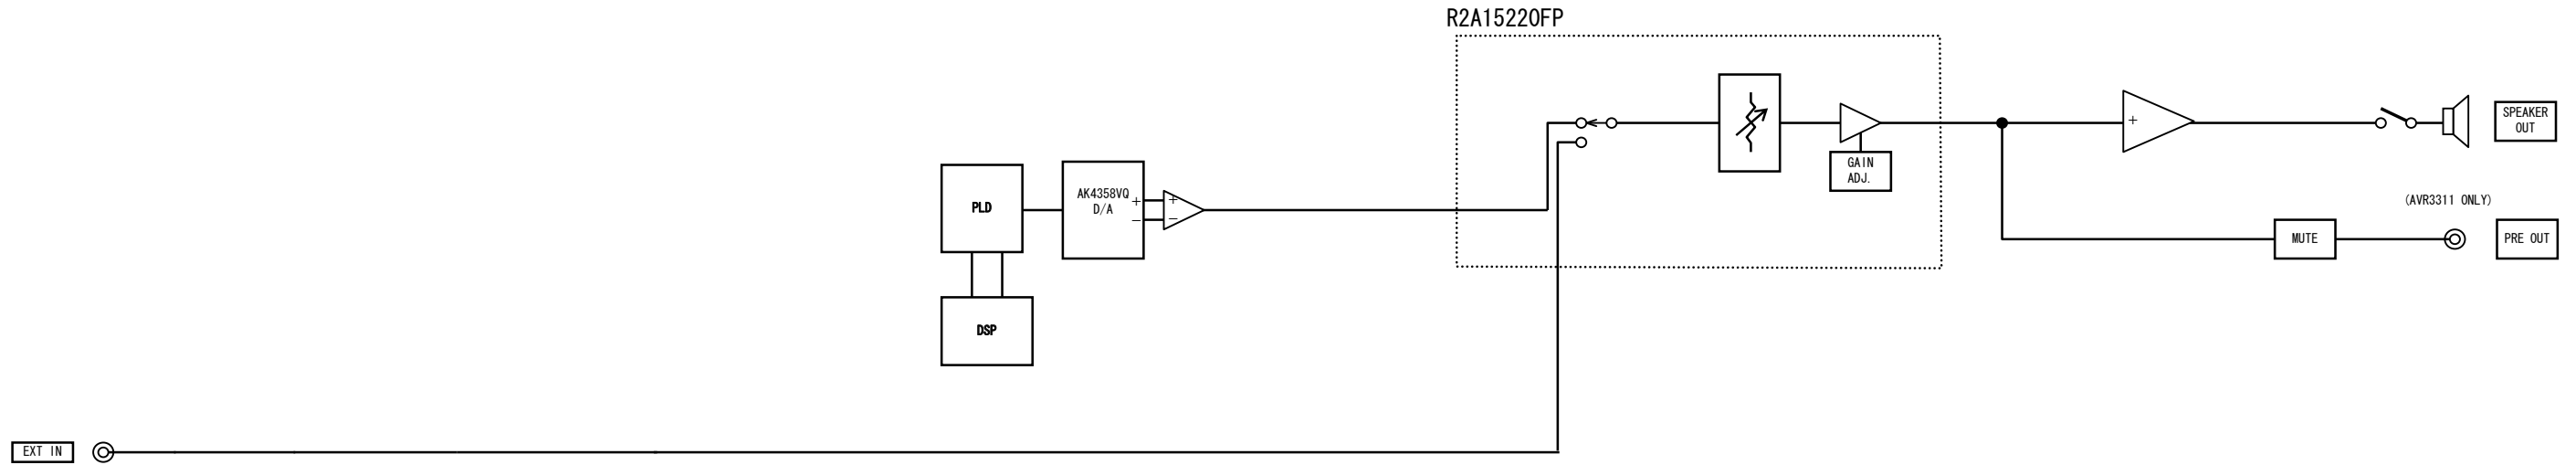 R2A15220FP
SPEAKER
OUT
+
GAIN
ADJ.
PLD
AK4358VQ
D/A
+
−
+
−
(AVR3311 ONLY)
MUTE
PRE OUT
DSP
EXT IN